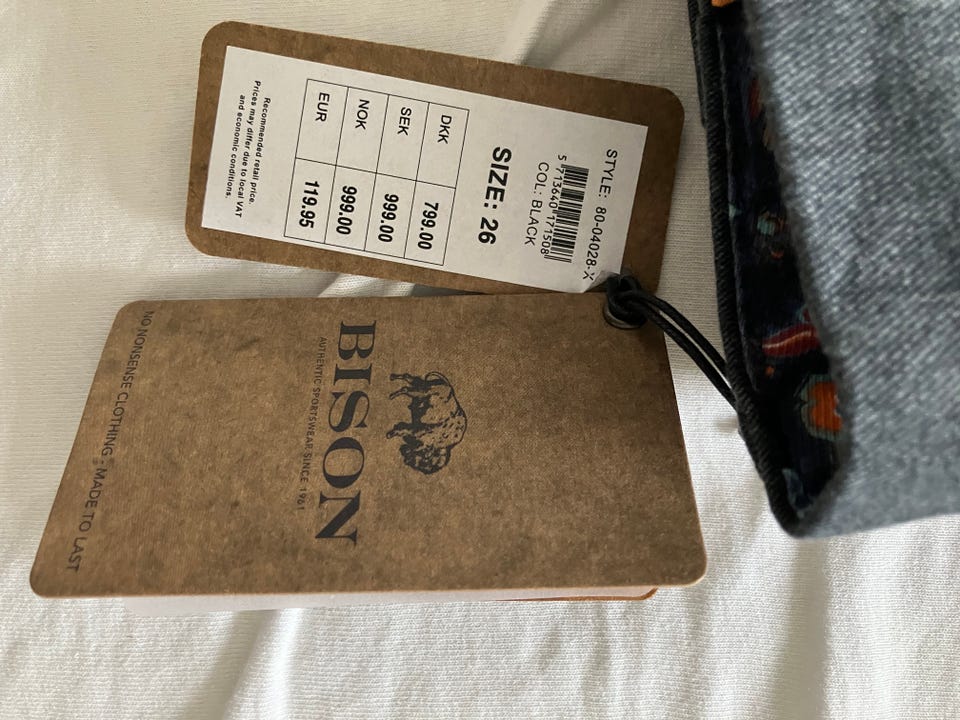 STYLE: 80-04028-X
5 713640 171508
COL: BLACK
SIZE: 26
DKK 799.00
SEK 999.00
NOK 999.00
EUR 119.95
Recommended retail price.
Prices may differ due to local VAT
and economic conditions.
BISON
AUTHENTIC SPORTSWEAR SINCE 1961
NO NONSENSE CLOTHING - MADE TO LAST